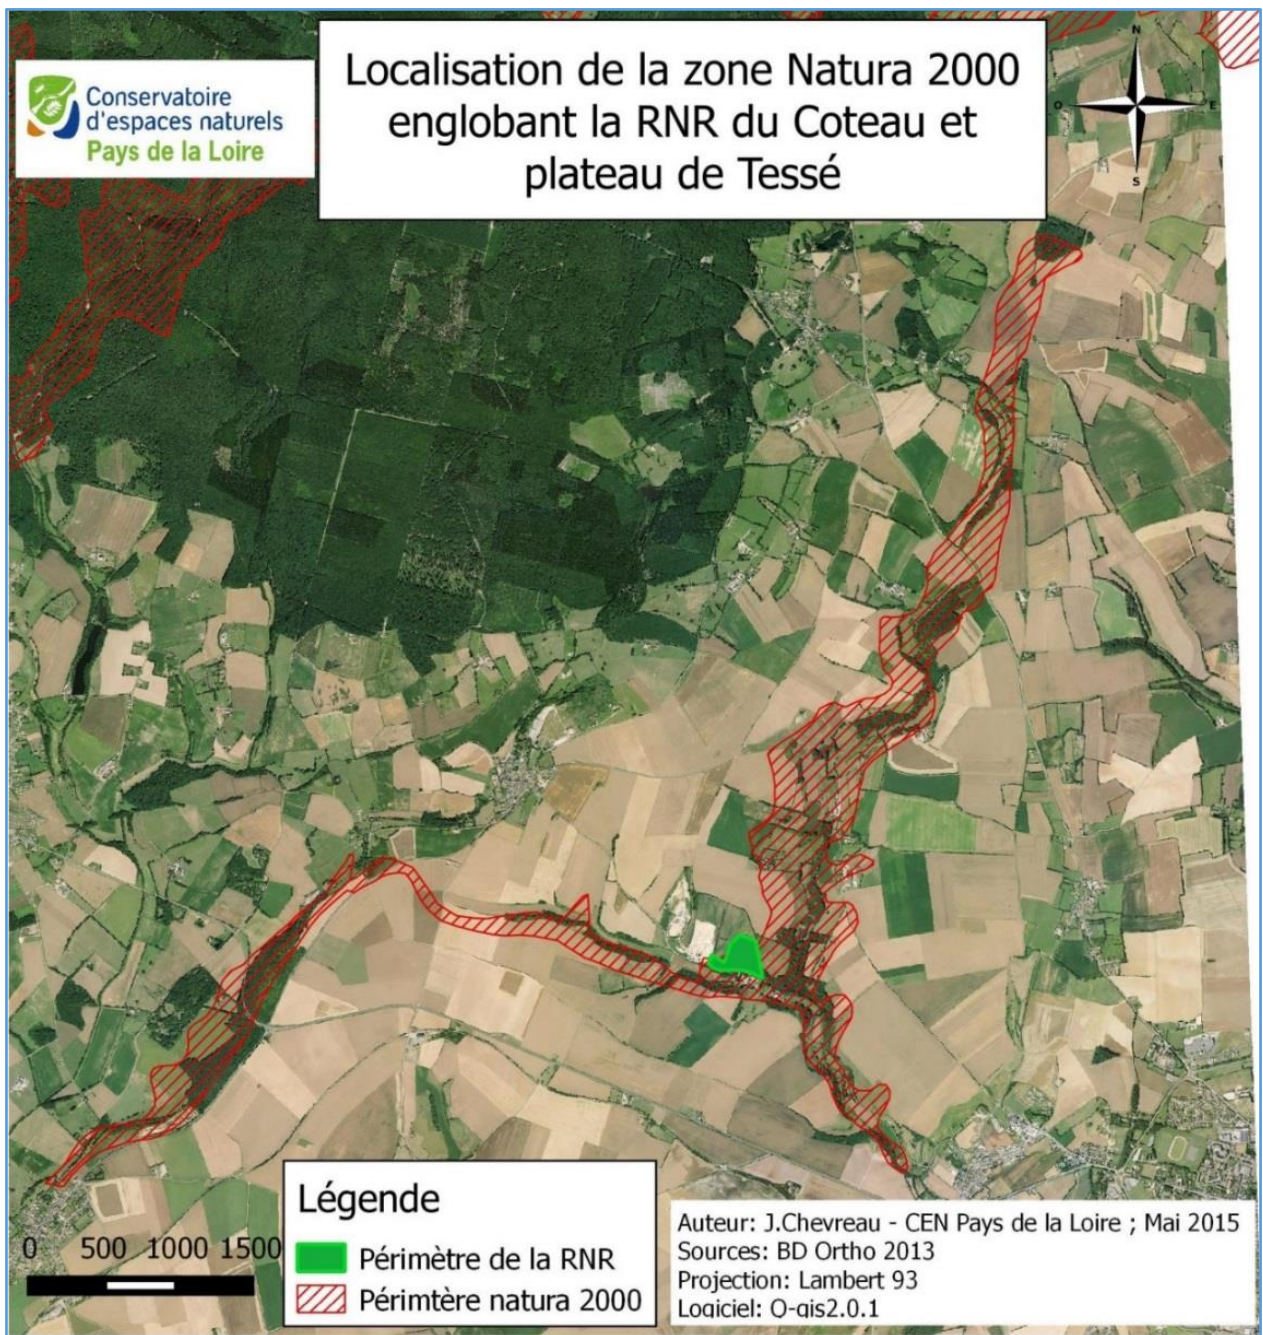 Conservatoire
d'espaces naturels
Pays de la Loire
Localisation de la zone Natura 2000
englobant la RNR du Coteau et
plateau de Tessé
N
O
E
S
Légende
Périmètre de la RNR
Périmtère natura 2000
0 500 1000 1500
Auteur: J.Chevreau - CEN Pays de la Loire ; Mai 2015
Sources: BD Ortho 2013
Projection: Lambert 93
Logiciel: Q-gis2.0.1